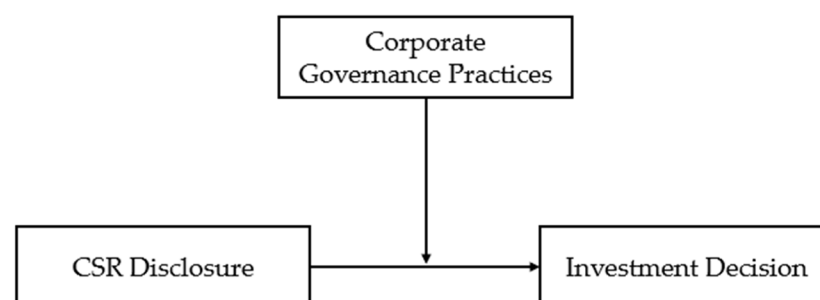 Corporate
Governance Practices
CSR Disclosure
Investment Decision